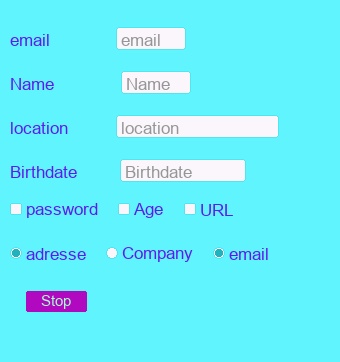 email email
Name Name
location location
Birthdate Birthdate
password Age URL
adresse Company email
Stop